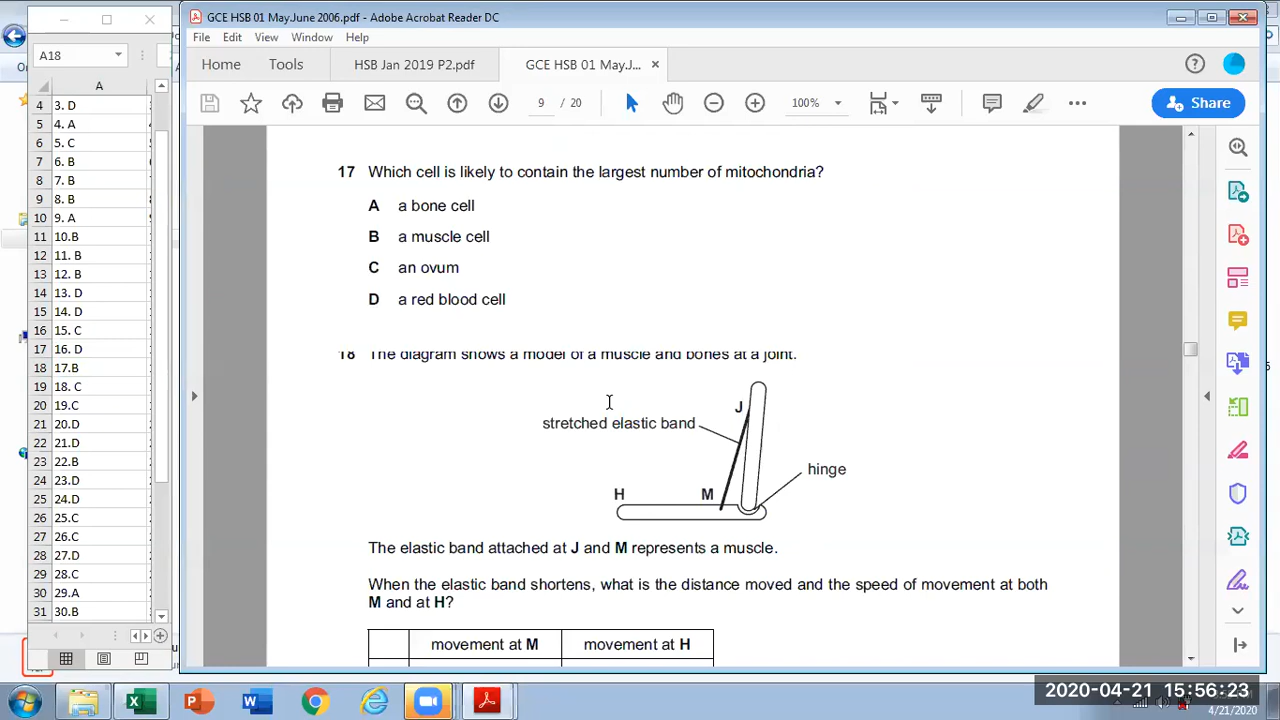 GCE HSB 01 MayJune 2006.pdf - Adobe Acrobat Reader DC
File Edit View Window Help
Home Tools HSB Jan 2019 P2.pdf GCE HSB 01 MayJ... ×
9 / 20 100% Share
A18
A
4 3. D
5 4. A
6 5. C
7 6. B
8 7. B
9 8. B
10 9. A
11 10.B
12 11. B
13 12. B
14 13. D
15 14. D
16 15. C
17 16. D
18 17.B
19 18. C
20 19.C
21 20.D
22 21.D
23 22.B
24 23.D
25 24.D
26 25.C
27 26.C
28 27.D
29 28.C
30 29.A
31 30.B
17 Which cell is likely to contain the largest number of mitochondria?
A a bone cell
B a muscle cell
C an ovum
D a red blood cell
18 The diagram shows a model of a muscle and bones at a joint.
J
stretched elastic band
hinge
H M
The elastic band attached at J and M represents a muscle.
When the elastic band shortens, what is the distance moved and the speed of movement at both
M and at H?
movement at M movement at H
2020-04-21 15:56:23
4/21/2020